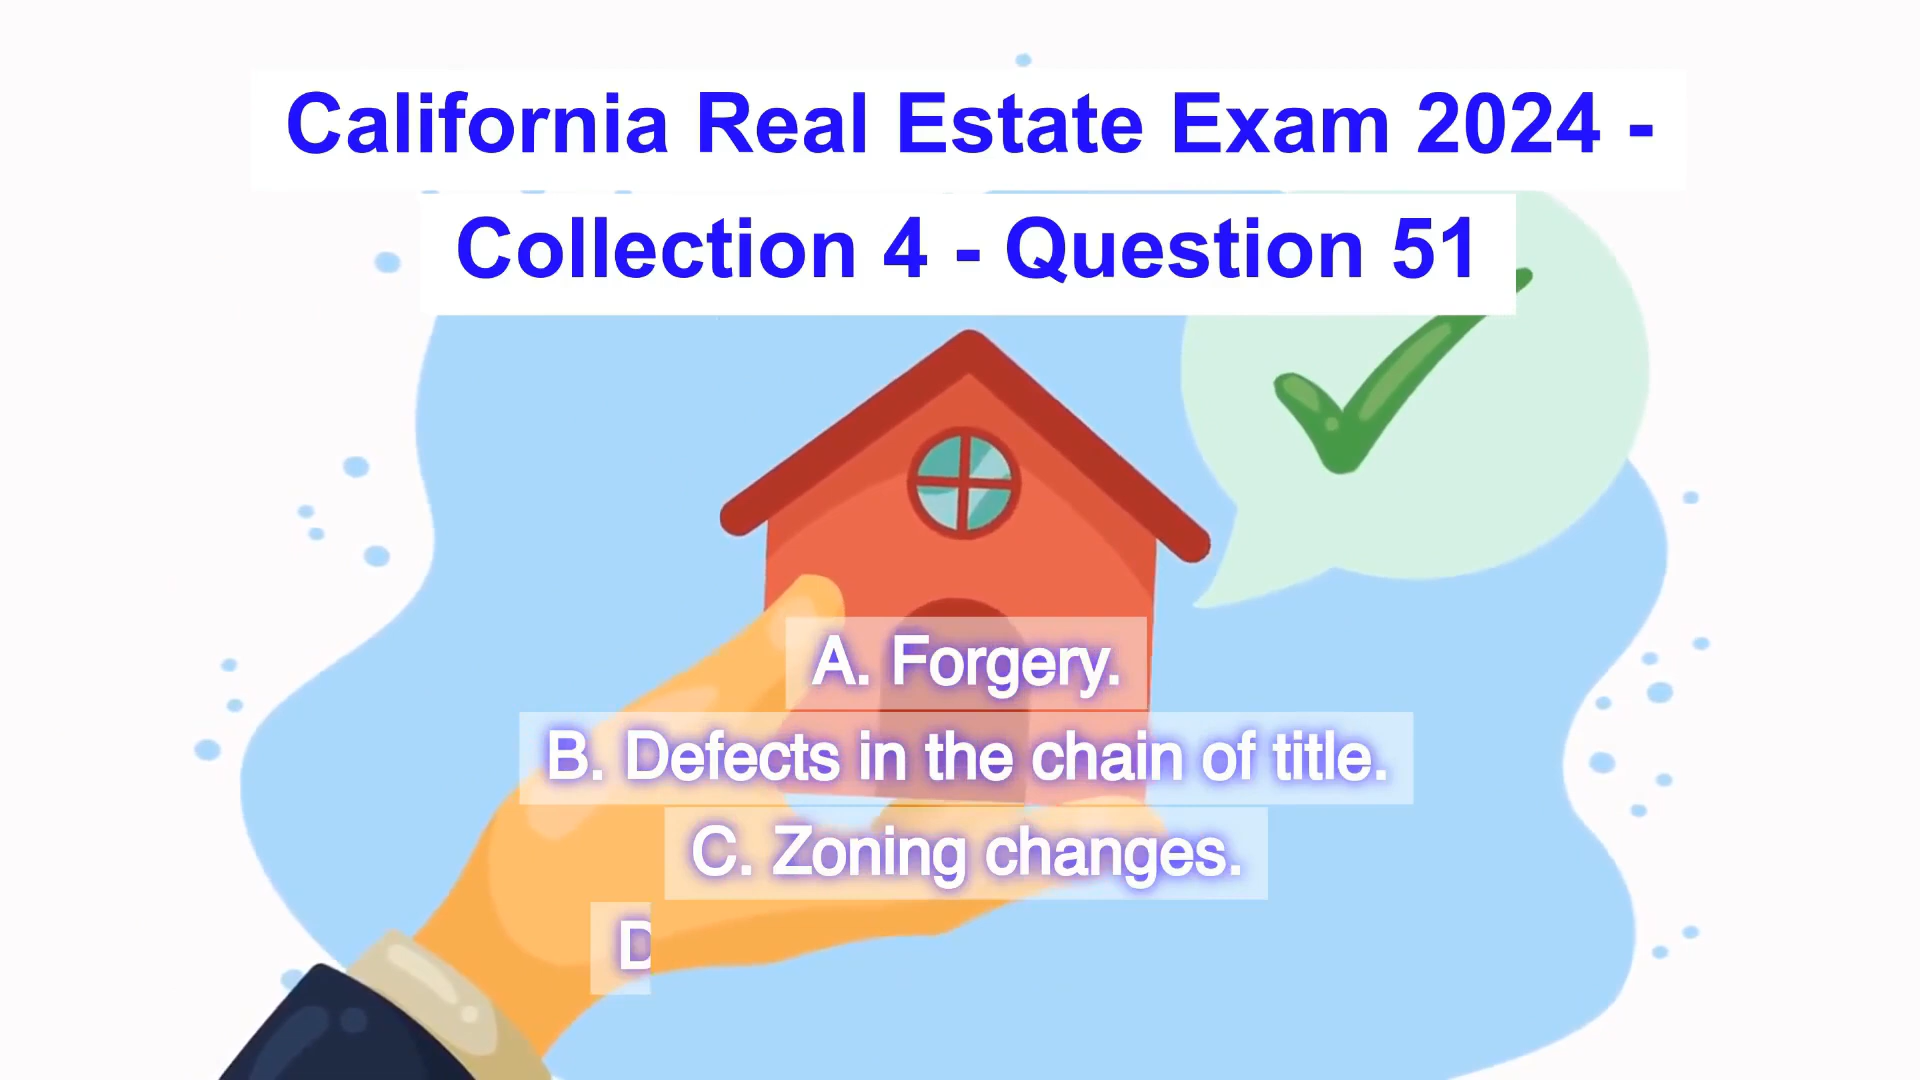 California Real Estate Exam 2024 -
Collection 4 - Question 51
A. Forgery.
B. Defects in the chain of title.
C. Zoning changes.
D